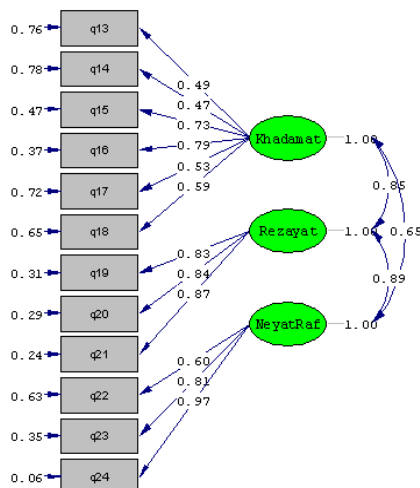 0.76 q13
0.78 q14
0.49
0.47 q15
0.47
0.73
Khadamat 1.00
0.37 q16
0.79
0.53
0.72 q17
0.59
0.85
0.65 q18
Rezayat 1.00 0.65
0.83
0.31 q19
0.84
0.89
0.87
0.29 q20
NeyatRaf 1.00
0.24 q21
0.60
0.63 q22
0.81
0.97
0.35 q23
0.06 q24